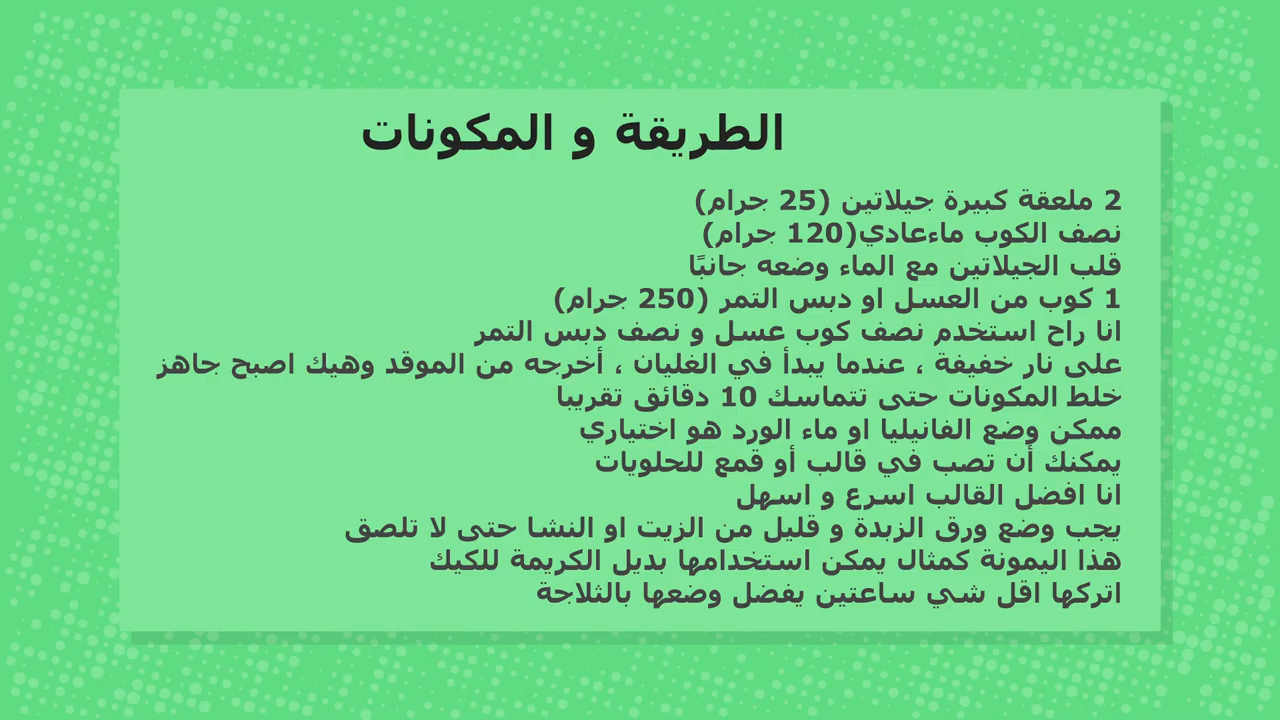 الطريقة و المكونات
2 ملعقة كبيرة جيلاتين (25 جرام)
نصف الكوب ماءعادي(120 جرام)
قلب الجيلاتين مع الماء وضعه جانبًا
1 كوب من العسل او دبس التمر (250 جرام)
انا راح استخدم نصف كوب عسل و نصف دبس التمر
على نار خفيفة ، عندما يبدأ في الغليان ، أخرجه من الموقد وهيك اصبح جاهز
خلط المكونات حتى تتماسك 10 دقائق تقريبا
ممكن وضع الفانيليا او ماء الورد هو اختياري
يمكنك أن تصب في قالب أو قمع للحلويات
انا افضل القالب اسرع و اسهل
يجب وضع ورق الزبدة و قليل من الزيت او النشا حتى لا تلصق
هذا اليمونة كمثال يمكن استخدامها بديل الكريمة للكيك
اتركها اقل شي ساعتين يفضل وضعها بالثلاجة